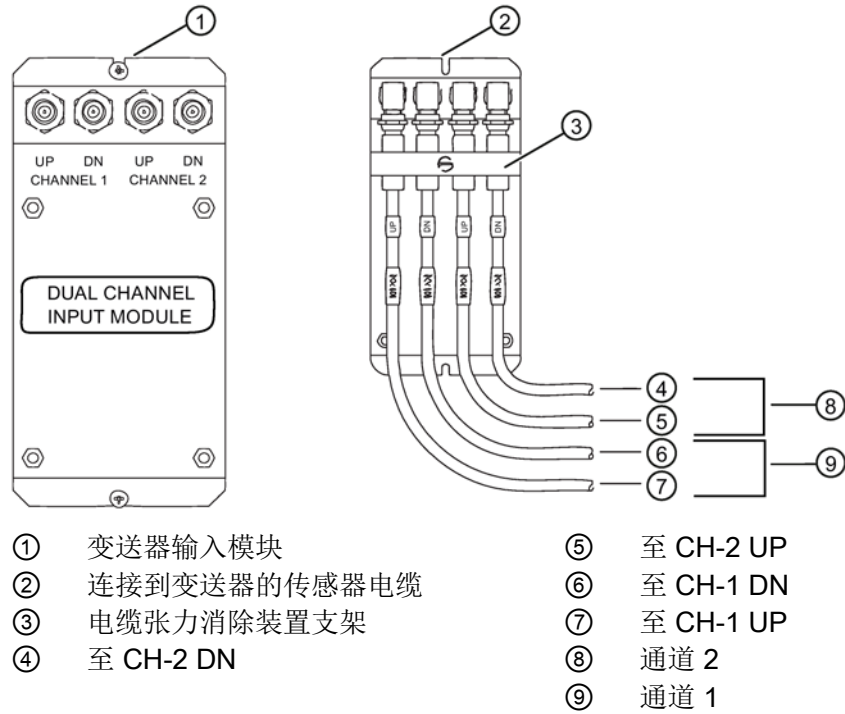 ①
UP DN UP DN
CHANNEL 1 CHANNEL 2
DUAL CHANNEL
INPUT MODULE
②
③
UP DN UP DN
④
⑤
⑥
⑦
⑧
⑨
① 变送器输入模块
② 连接到变送器的传感器电缆
③ 电缆张力消除装置支架
④ 至 CH-2 DN
⑤ 至 CH-2 UP
⑥ 至 CH-1 DN
⑦ 至 CH-1 UP
⑧ 通道 2
⑨ 通道 1